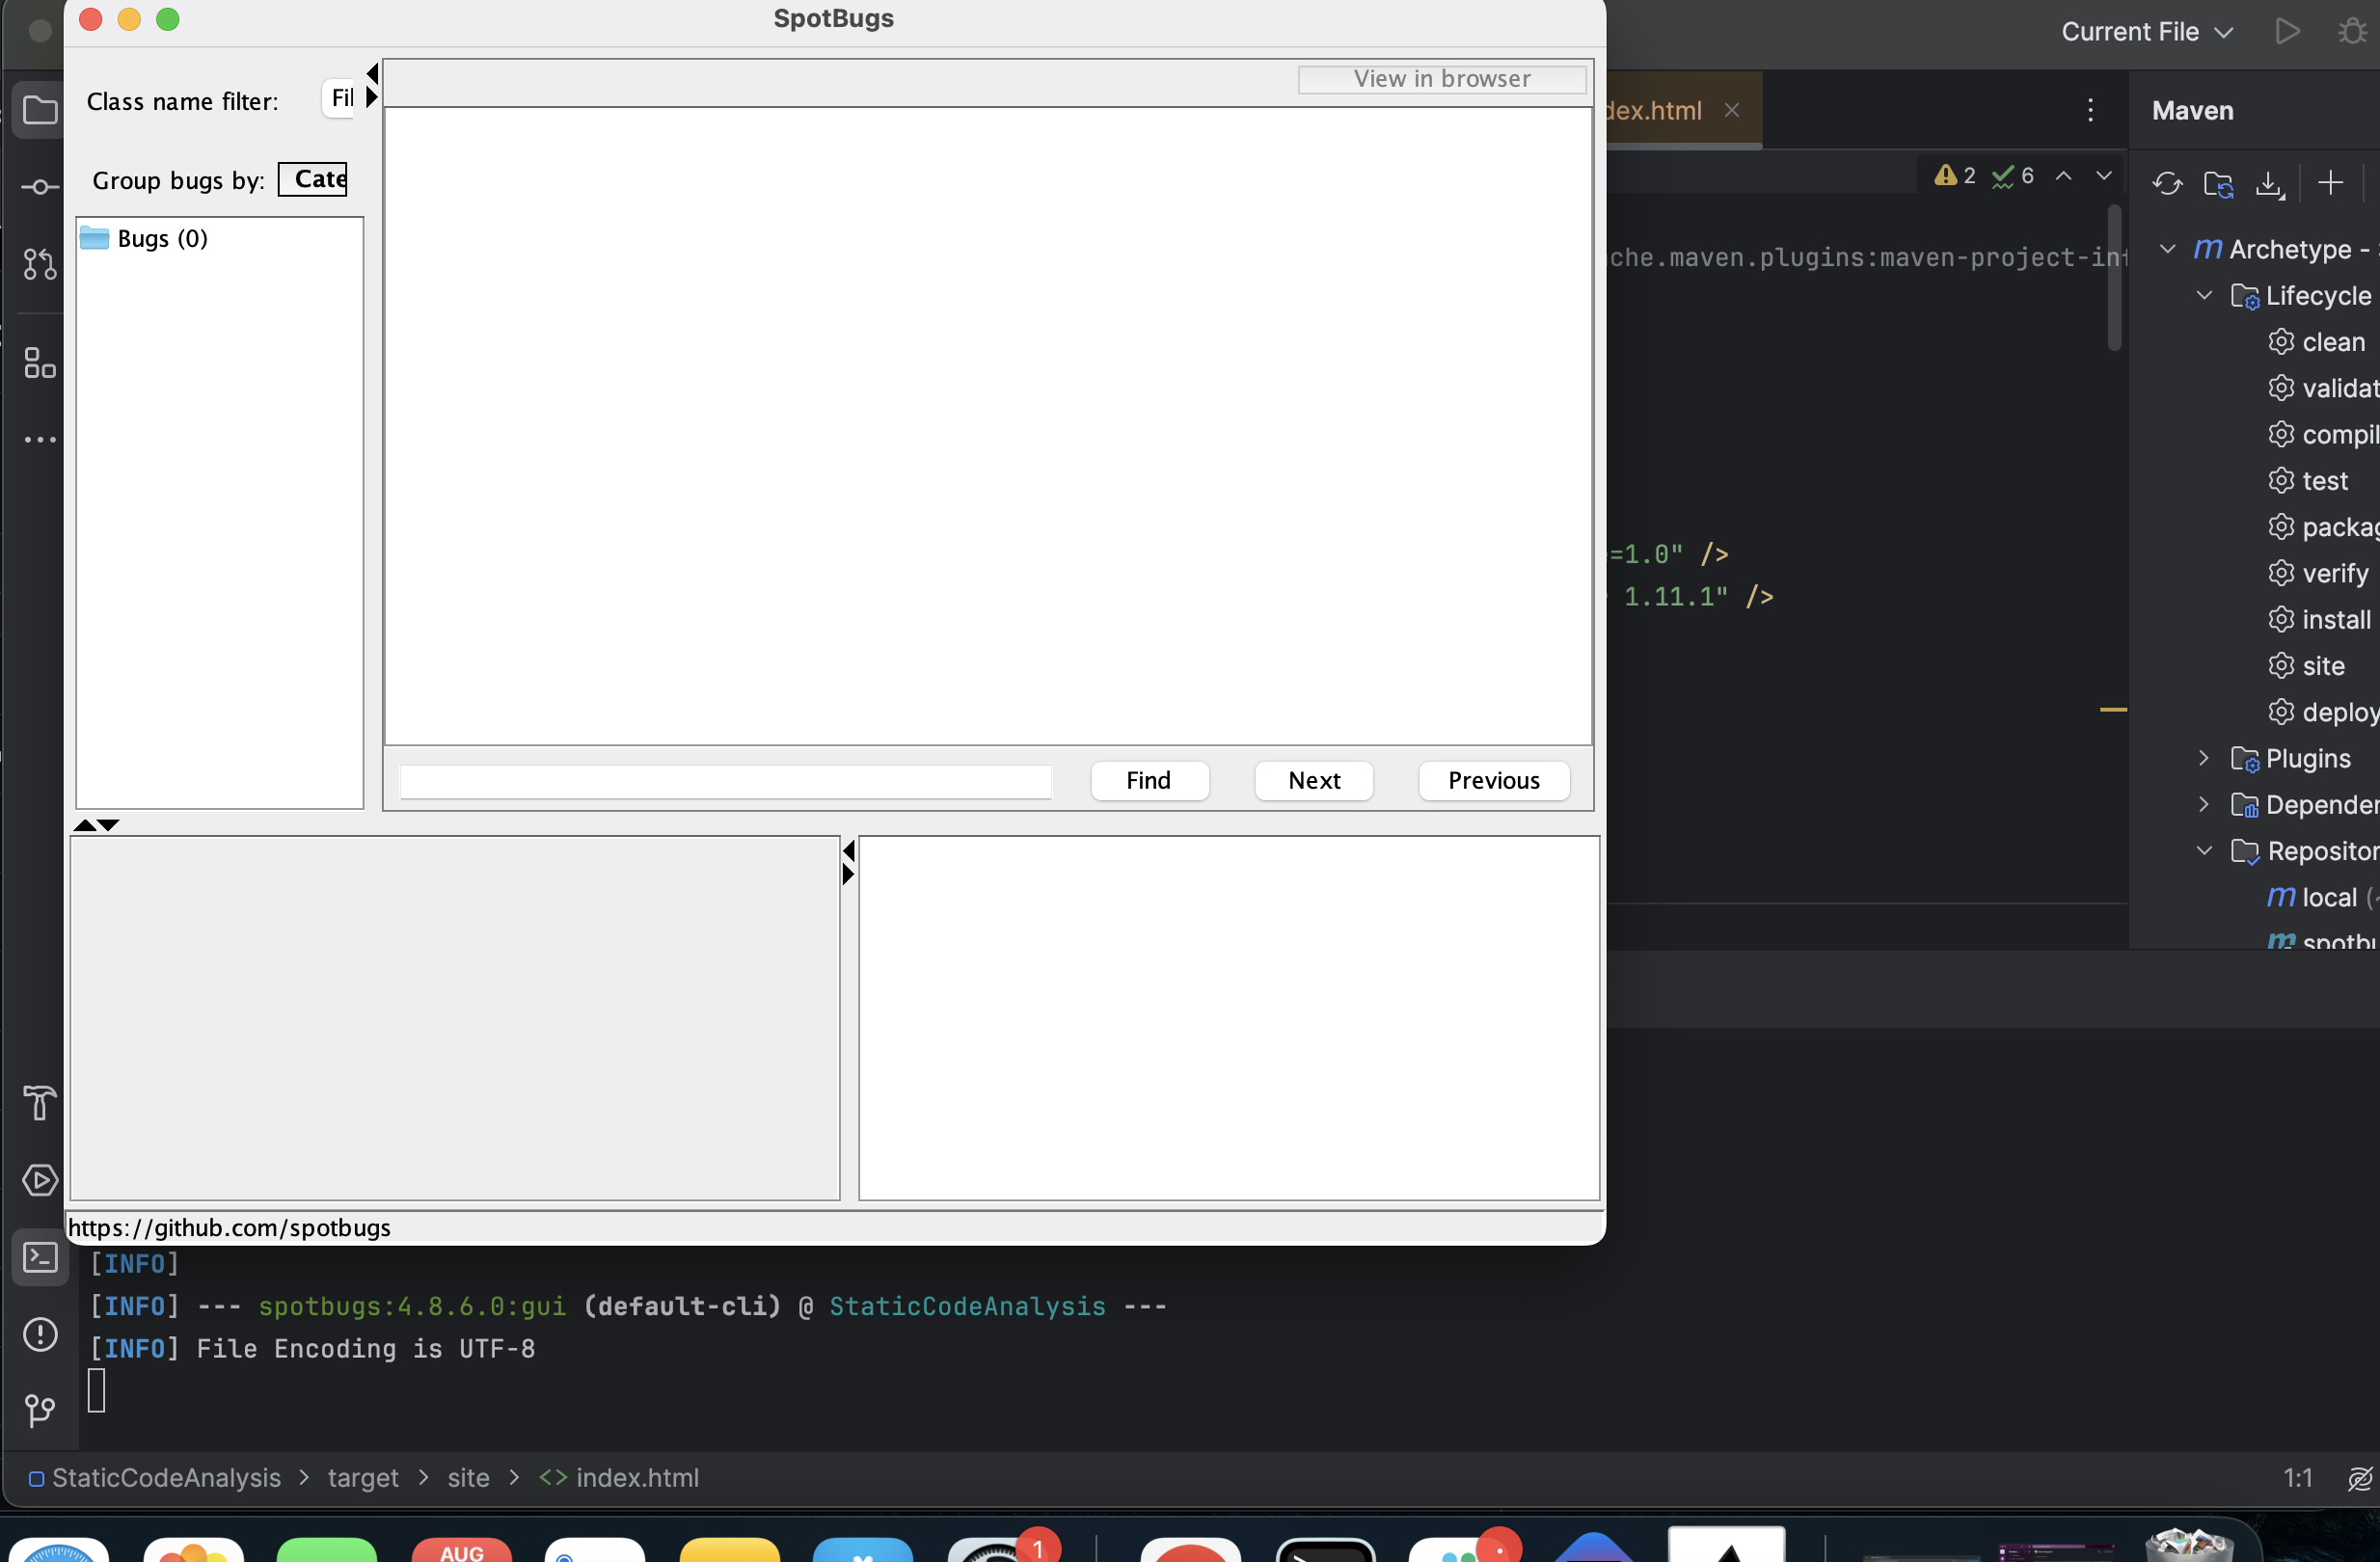 SpotBugs
Current File
Class name filter:
Fil
View in browser
Group bugs by:
Cate
Bugs (0)
dex.html
Maven
2
6
che.maven.plugins:maven-project-inf
Archetype -
Lifecycle
clean
validat
compil
test
packag
verify
install
site
deploy
Plugins
Depender
Repositor
local (~
spotbu
=1.0" />
1.11.1" />
Find
Next
Previous
https://github.com/spotbugs
[INFO]
[INFO] --- spotbugs:4.8.6.0:gui (default-cli) @ StaticCodeAnalysis ---
[INFO] File Encoding is UTF-8
StaticCodeAnalysis > target > site > <> index.html
1:1
AUG
1